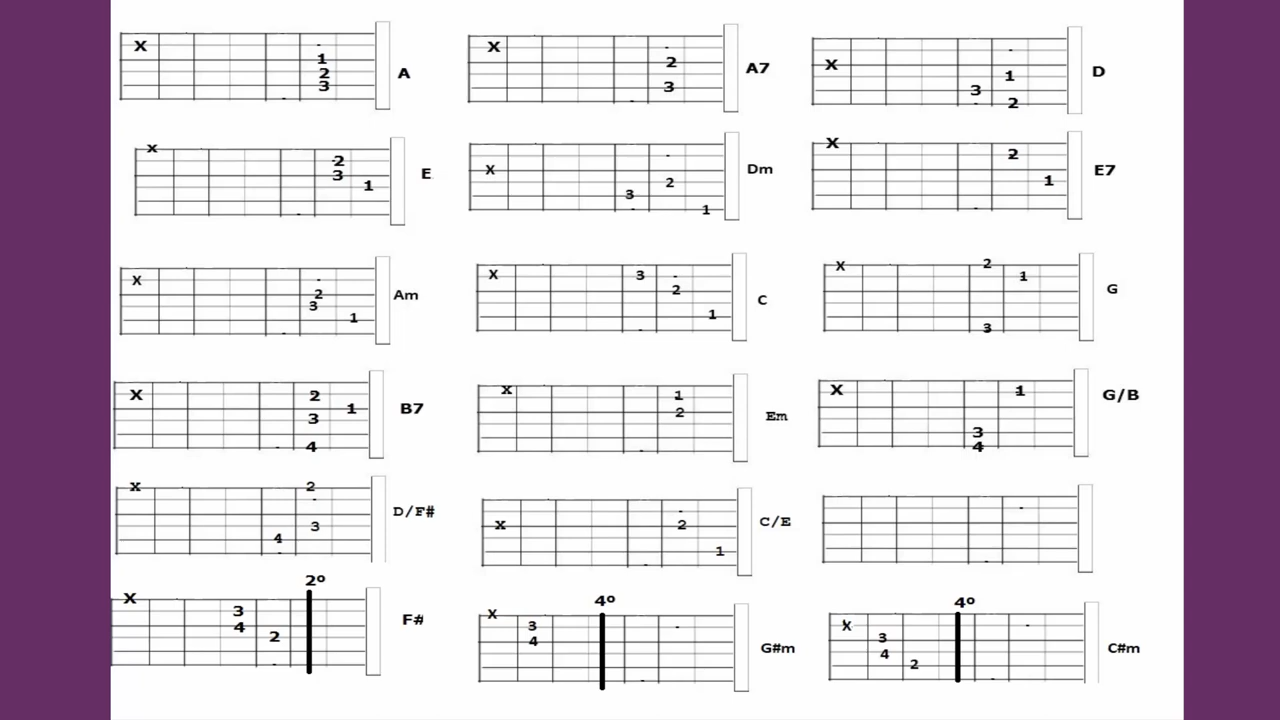 X 1 2 3 A
X 2 3 A7
X 1 3 2 D
x 2 3 1 E
x 2 3 1 Dm
X 2 1 E7
x 2 3 1 Am
X 3 2 1 C
x 2 1 3 G
X 2 1 3 4 B7
x 1 2 Em
X 1 3 4 G/B
x 2 3 4 D/F#
x 2 1 C/E
2º
X 3 4 2 F#
4º
X 3 4 G#m
4º
X 3 4 2 C#m